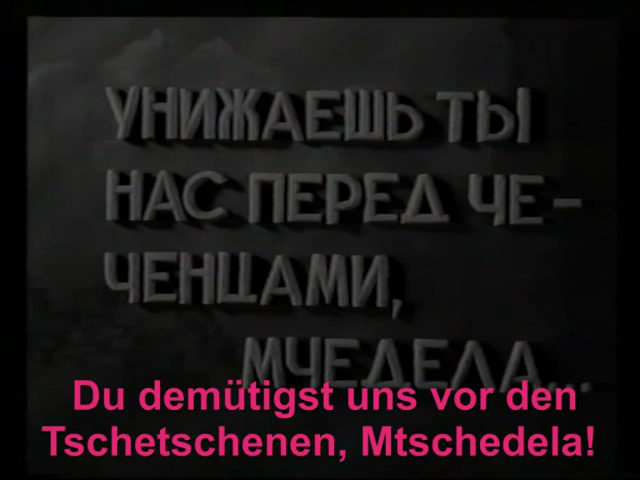 УНИЖАЕШЬ ТЫ
НАС ПЕРЕД ЧЕ-
ЧЕНЦАМИ,
МЧЕДЕЛА...
Du demütigst uns vor den
Tschetschenen, Mtschedela!